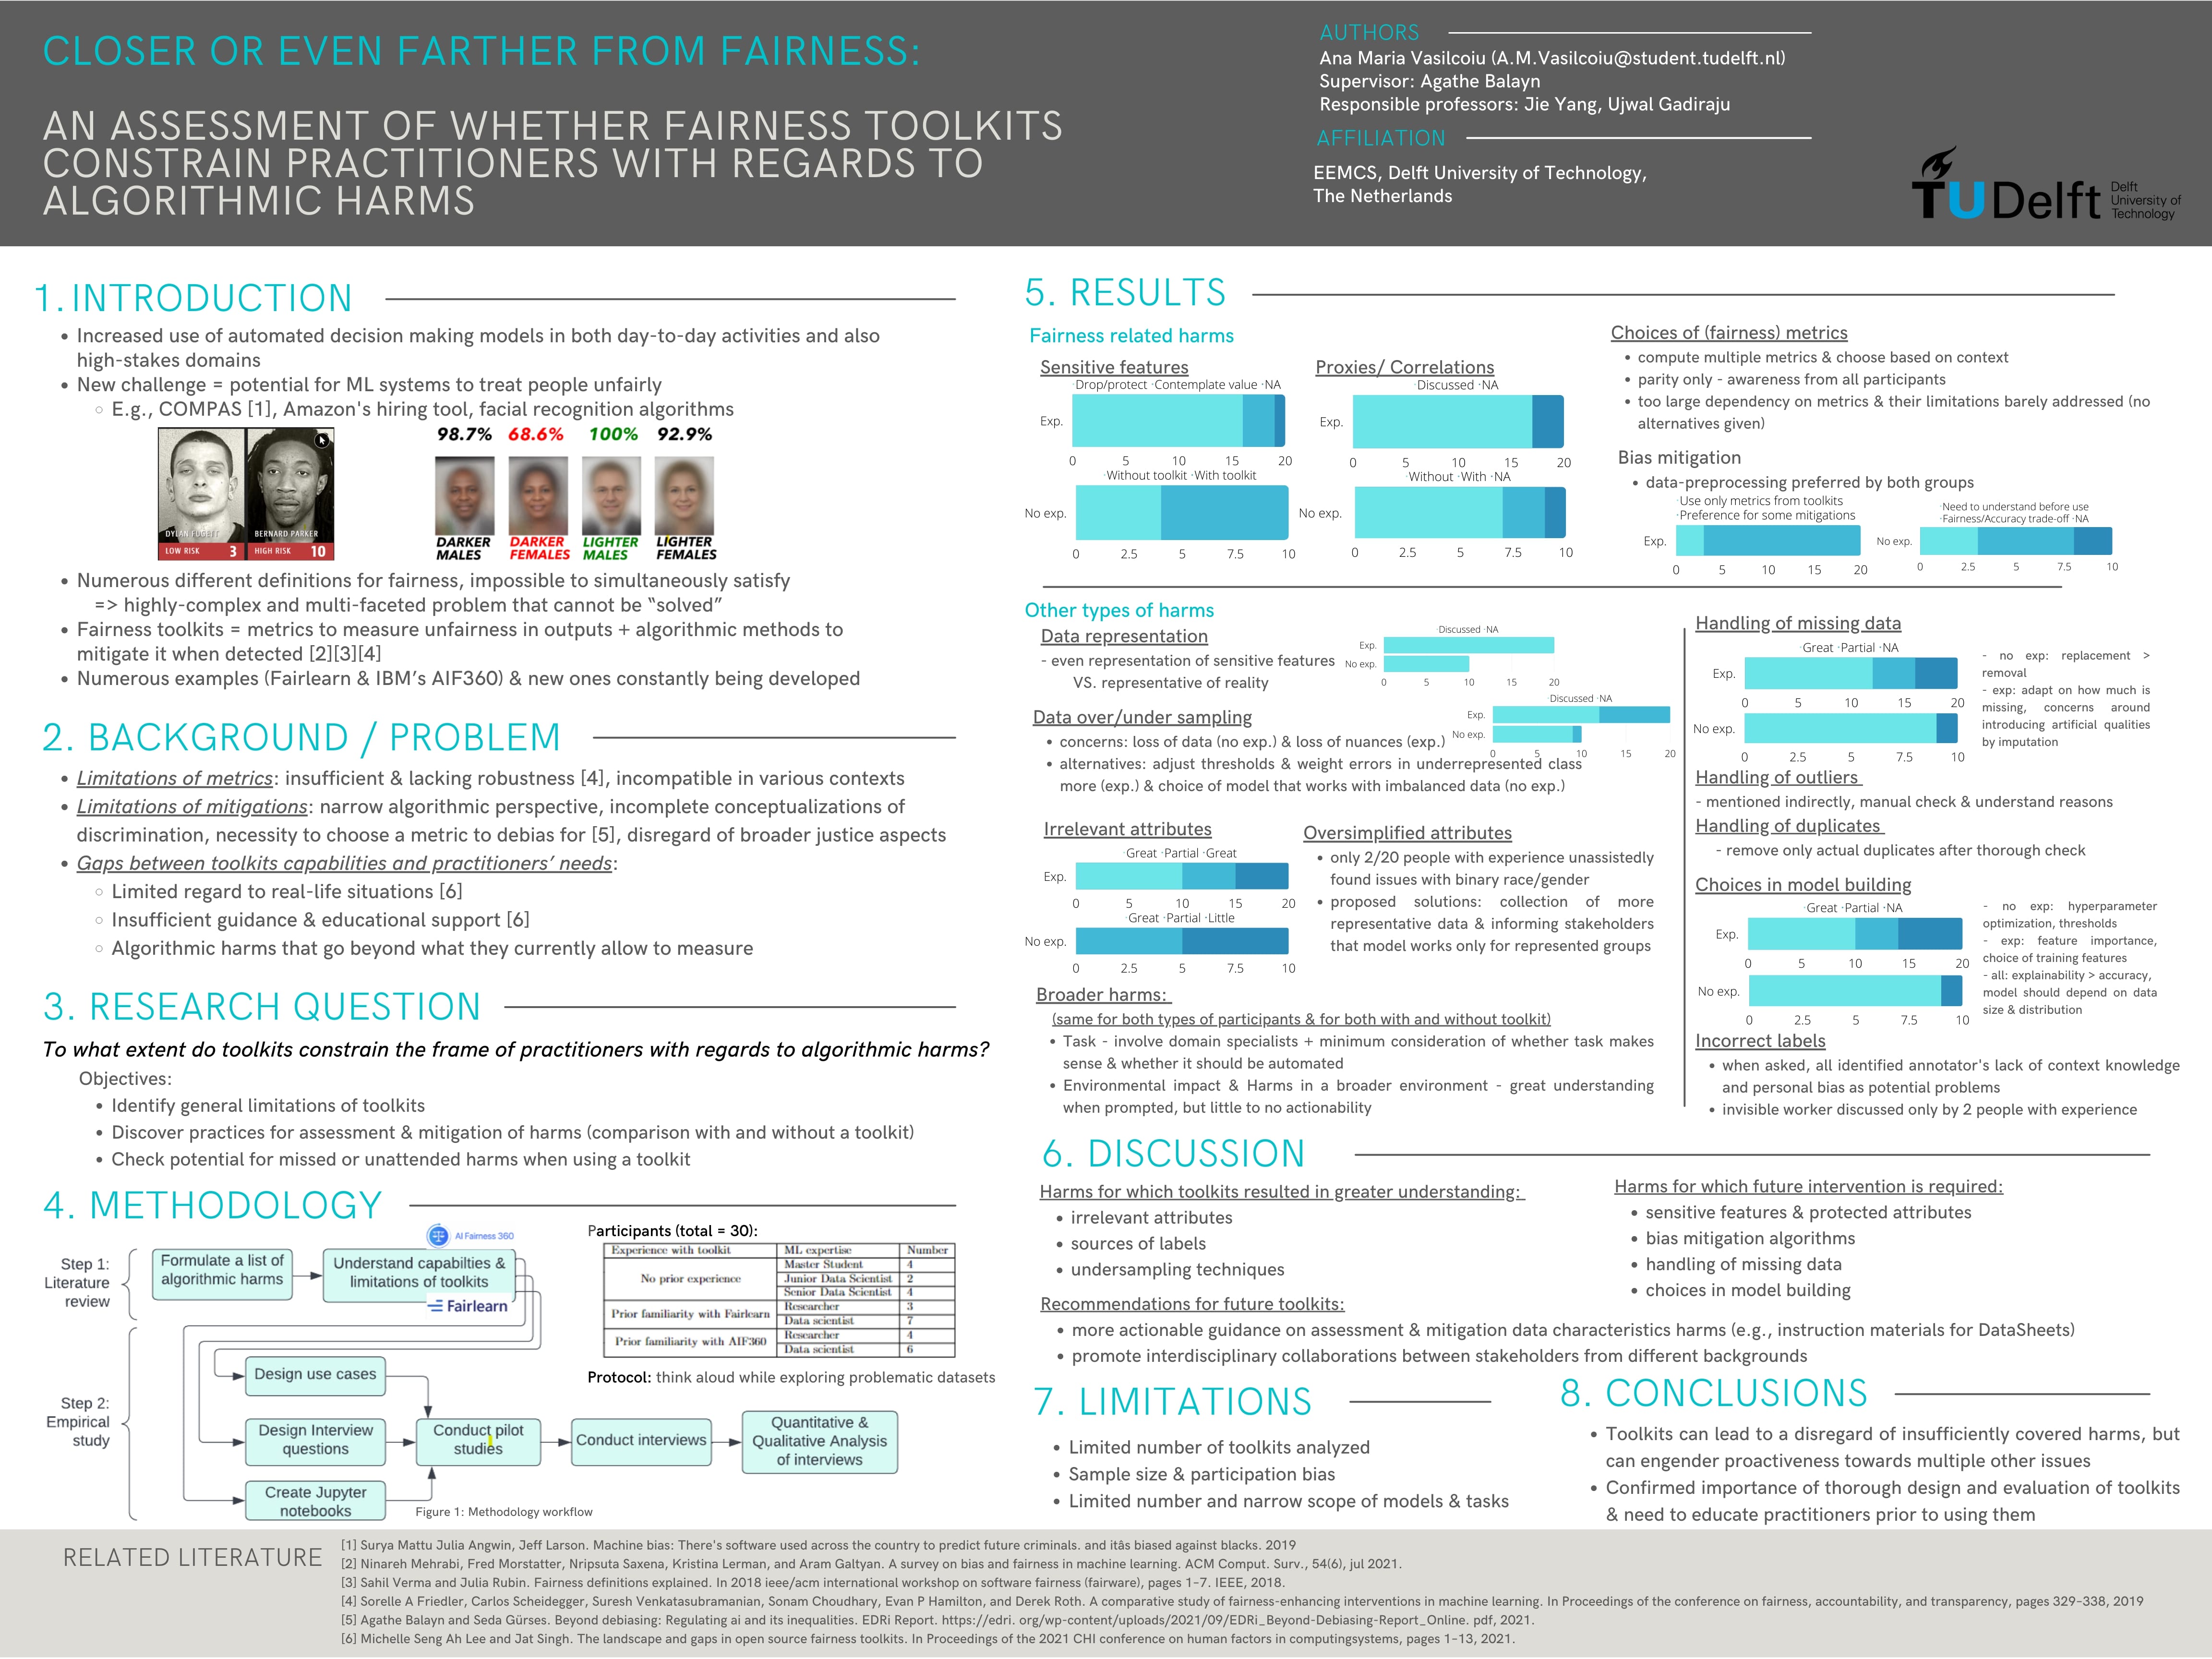 CLOSER OR EVEN FARTHER FROM FAIRNESS:
AN ASSESSMENT OF WHETHER FAIRNESS TOOLKITS
CONSTRAIN PRACTITIONERS WITH REGARDS TO
ALGORITHMIC HARMS
AUTHORS
Ana Maria Vasilcoiu (A.M.Vasilcoiu@student.tudelft.nl)
Supervisor: Agathe Balayn
Responsible professors: Jie Yang, Ujwal Gadiraju
AFFILIATION
EEMCS, Delft University of Technology,
The Netherlands
TUDelft
Delft
University of
Technology
1. INTRODUCTION
• Increased use of automated decision making models in both day-to-day activities and also
high-stakes domains
• New challenge = potential for ML systems to treat people unfairly
◦ E.g., COMPAS [1], Amazon's hiring tool, facial recognition algorithms
DYLAN FUGETT
LOW RISK 3
BERNARD PARKER
HIGH RISK 10
98.7% 68.6% 100% 92.9%
DARKER MALES
DARKER FEMALES
LIGHTER MALES
LIGHTER FEMALES
• Numerous different definitions for fairness, impossible to simultaneously satisfy
=> highly-complex and multi-faceted problem that cannot be “solved”
• Fairness toolkits = metrics to measure unfairness in outputs + algorithmic methods to
mitigate it when detected [2][3][4]
• Numerous examples (Fairlearn & IBM’s AIF360) & new ones constantly being developed
2. BACKGROUND / PROBLEM
• Limitations of metrics: insufficient & lacking robustness [4], incompatible in various contexts
• Limitations of mitigations: narrow algorithmic perspective, incomplete conceptualizations of
discrimination, necessity to choose a metric to debias for [5], disregard of broader justice aspects
• Gaps between toolkits capabilities and practitioners’ needs:
◦ Limited regard to real-life situations [6]
◦ Insufficient guidance & educational support [6]
◦ Algorithmic harms that go beyond what they currently allow to measure
3. RESEARCH QUESTION
To what extent do toolkits constrain the frame of practitioners with regards to algorithmic harms?
Objectives:
• Identify general limitations of toolkits
• Discover practices for assessment & mitigation of harms (comparison with and without a toolkit)
• Check potential for missed or unattended harms when using a toolkit
4. METHODOLOGY
Step 1:
Literature
review
Formulate a list of
algorithmic harms
AI Fairness 360
Understand capabilties &
limitations of toolkits
Fairlearn
Step 2:
Empirical
study
Design use cases
Design Interview
questions
Create Jupyter
notebooks
Conduct pilot
studies
Conduct interviews
Quantitative &
Qualitative Analysis
of interviews
Figure 1: Methodology workflow
Participants (total = 30):
Experience with toolkit ML expertise Number
No prior experience Master Student 4
Junior Data Scientist 2
Senior Data Scientist 4
Prior familiarity with Fairlearn Researcher 3
Data scientist 7
Prior familiarity with AIF360 Researcher 4
Data scientist 6
Protocol: think aloud while exploring problematic datasets
5. RESULTS
Fairness related harms
Sensitive features
·Drop/protect ·Contemplate value ·NA
Exp.
0 5 10 15 20
·Without toolkit ·With toolkit
No exp.
0 2.5 5 7.5 10
Proxies/ Correlations
·Discussed ·NA
Exp.
0 5 10 15 20
·Without ·With ·NA
No exp.
0 2.5 5 7.5 10
Choices of (fairness) metrics
• compute multiple metrics & choose based on context
• parity only - awareness from all participants
• too large dependency on metrics & their limitations barely addressed (no
alternatives given)
Bias mitigation
• data-preprocessing preferred by both groups
·Use only metrics from toolkits
·Preference for some mitigations
Exp.
0 5 10 15 20
·Need to understand before use
·Fairness/Accuracy trade-off ·NA
No exp.
0 2.5 5 7.5 10
Other types of harms
Data representation
- even representation of sensitive features
VS. representative of reality
·Discussed ·NA
Exp.
No exp.
0 5 10 15 20
Data over/under sampling
·Discussed ·NA
Exp.
No exp.
0 5 10 15 20
• concerns: loss of data (no exp.) & loss of nuances (exp.)
• alternatives: adjust thresholds & weight errors in underrepresented class
more (exp.) & choice of model that works with imbalanced data (no exp.)
Irrelevant attributes
·Great ·Partial ·Great
Exp.
0 5 10 15 20
·Great ·Partial ·Little
No exp.
0 2.5 5 7.5 10
Oversimplified attributes
• only 2/20 people with experience unassistedly
found issues with binary race/gender
• proposed solutions: collection of more
representative data & informing stakeholders
that model works only for represented groups
Broader harms:
(same for both types of participants & for both with and without toolkit)
• Task - involve domain specialists + minimum consideration of whether task makes
sense & whether it should be automated
• Environmental impact & Harms in a broader environment - great understanding
when prompted, but little to no actionability
Handling of missing data
·Great ·Partial ·NA
Exp.
0 5 10 15 20
No exp.
0 2.5 5 7.5 10
- no exp: replacement >
removal
- exp: adapt on how much is
missing, concerns around
introducing artificial qualities
by imputation
Handling of outliers
- mentioned indirectly, manual check & understand reasons
Handling of duplicates
- remove only actual duplicates after thorough check
Choices in model building
·Great ·Partial ·NA
Exp.
0 5 10 15 20
No exp.
0 2.5 5 7.5 10
- no exp: hyperparameter
optimization, thresholds
- exp: feature importance,
choice of training features
- all: explainability > accuracy,
model should depend on data
size & distribution
Incorrect labels
• when asked, all identified annotator's lack of context knowledge
and personal bias as potential problems
• invisible worker discussed only by 2 people with experience
6. DISCUSSION
Harms for which toolkits resulted in greater understanding:
• irrelevant attributes
• sources of labels
• undersampling techniques
Harms for which future intervention is required:
• sensitive features & protected attributes
• bias mitigation algorithms
• handling of missing data
• choices in model building
Recommendations for future toolkits:
• more actionable guidance on assessment & mitigation data characteristics harms (e.g., instruction materials for DataSheets)
• promote interdisciplinary collaborations between stakeholders from different backgrounds
7. LIMITATIONS
• Limited number of toolkits analyzed
• Sample size & participation bias
• Limited number and narrow scope of models & tasks
8. CONCLUSIONS
• Toolkits can lead to a disregard of insufficiently covered harms, but
can engender proactiveness towards multiple other issues
• Confirmed importance of thorough design and evaluation of toolkits
& need to educate practitioners prior to using them
RELATED LITERATURE
[1] Surya Mattu Julia Angwin, Jeff Larson. Machine bias: There's software used across the country to predict future criminals. and itâs biased against blacks. 2019
[2] Ninareh Mehrabi, Fred Morstatter, Nripsuta Saxena, Kristina Lerman, and Aram Galtyan. A survey on bias and fairness in machine learning. ACM Comput. Surv., 54(6), jul 2021.
[3] Sahil Verma and Julia Rubin. Fairness definitions explained. In 2018 ieee/acm international workshop on software fairness (fairware), pages 1–7. IEEE, 2018.
[4] Sorelle A Friedler, Carlos Scheidegger, Suresh Venkatasubramanian, Sonam Choudhary, Evan P Hamilton, and Derek Roth. A comparative study of fairness-enhancing interventions in machine learning. In Proceedings of the conference on fairness, accountability, and transparency, pages 329–338, 2019
[5] Agathe Balayn and Seda Gürses. Beyond debiasing: Regulating ai and its inequalities. EDRi Report. https://edri. org/wp-content/uploads/2021/09/EDRi_Beyond-Debiasing-Report_Online. pdf, 2021.
[6] Michelle Seng Ah Lee and Jat Singh. The landscape and gaps in open source fairness toolkits. In Proceedings of the 2021 CHI conference on human factors in computingsystems, pages 1–13, 2021.